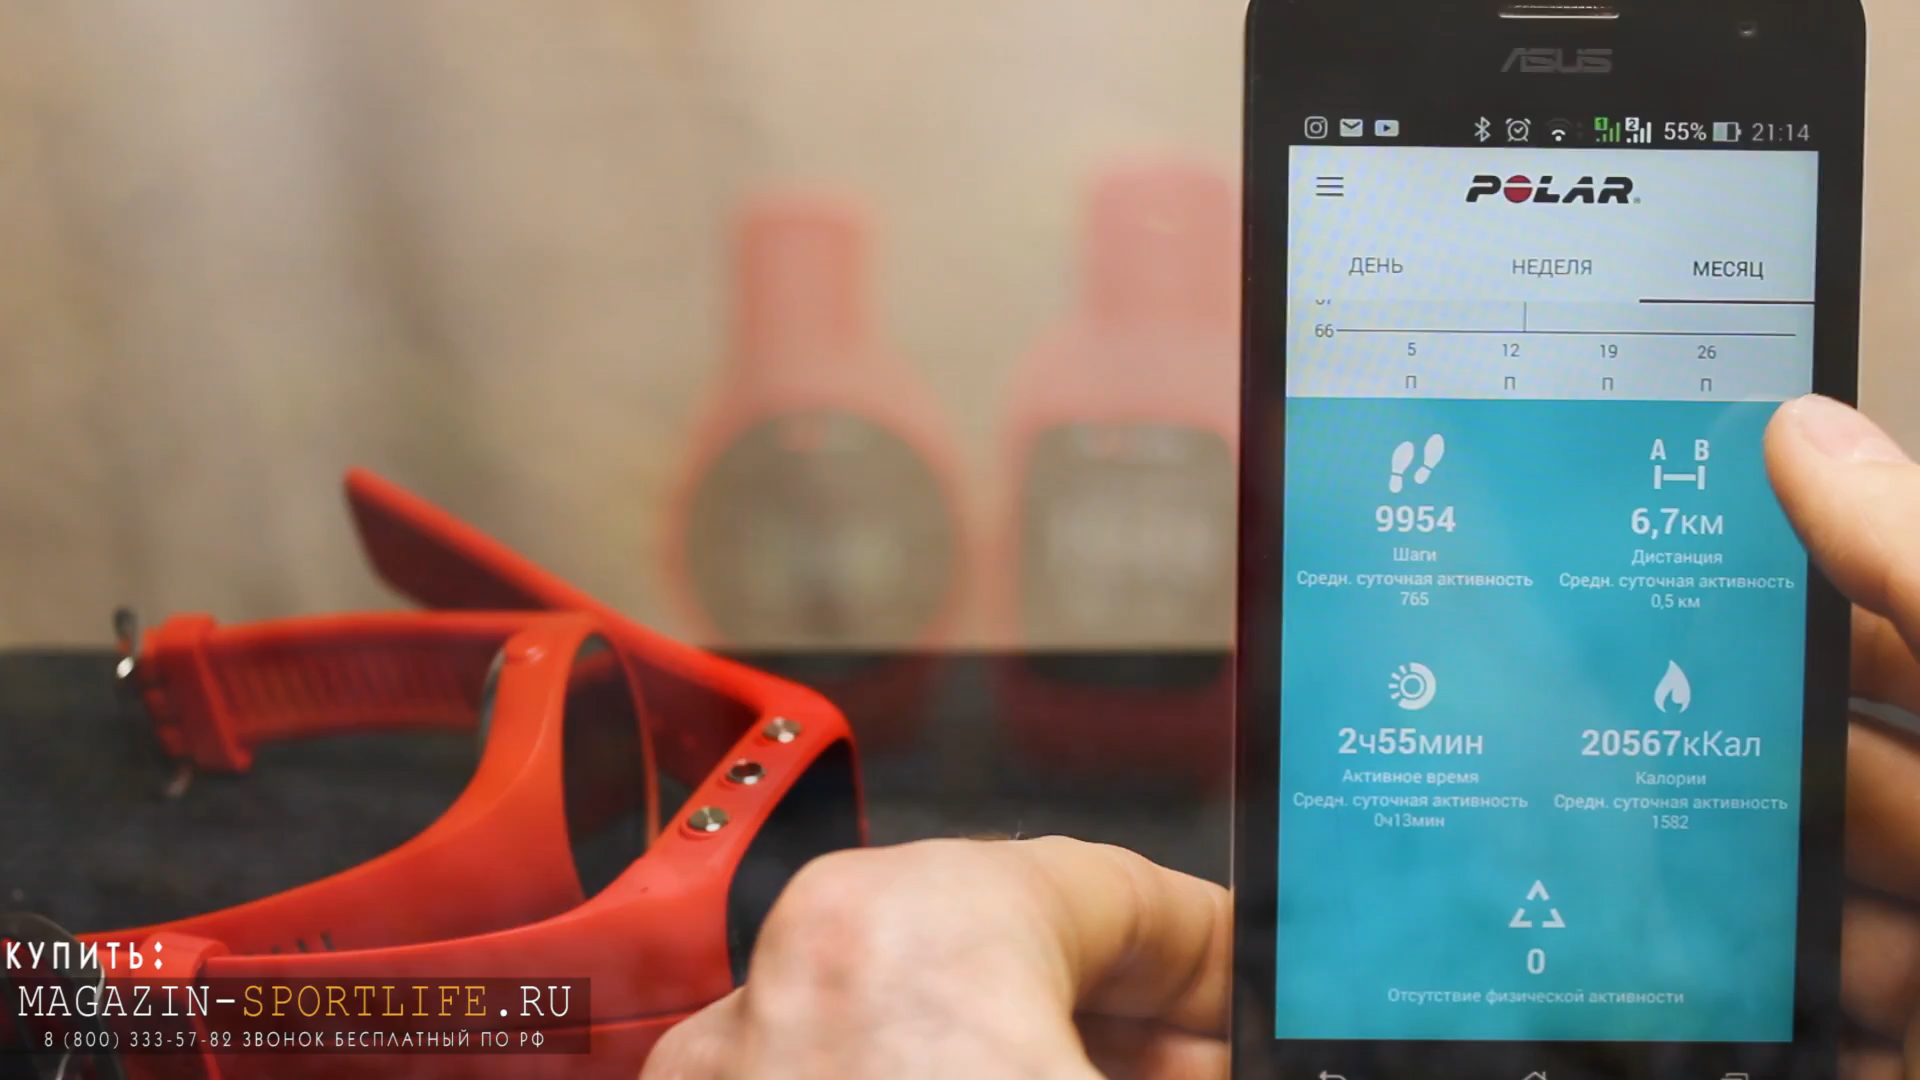 ASUS
1 2 55% 21:14
POLAR
ДЕНЬ НЕДЕЛЯ МЕСЯЦ
66
5 12 19 26
П П П П
A B
9954 6,7км
Шаги Дистанция
Средн. суточная активность Средн. суточная активность
765 0,5 км
2ч55мин 20567кКал
Активное время Калории
Средн. суточная активность Средн. суточная активность
0ч13мин 1582
0
Отсутствие физической активности
КУПИТЬ:
MAGAZIN-SPORTLIFE.RU
8 (800) 333-57-82 ЗВОНОК БЕСПЛАТНЫЙ ПО РФ